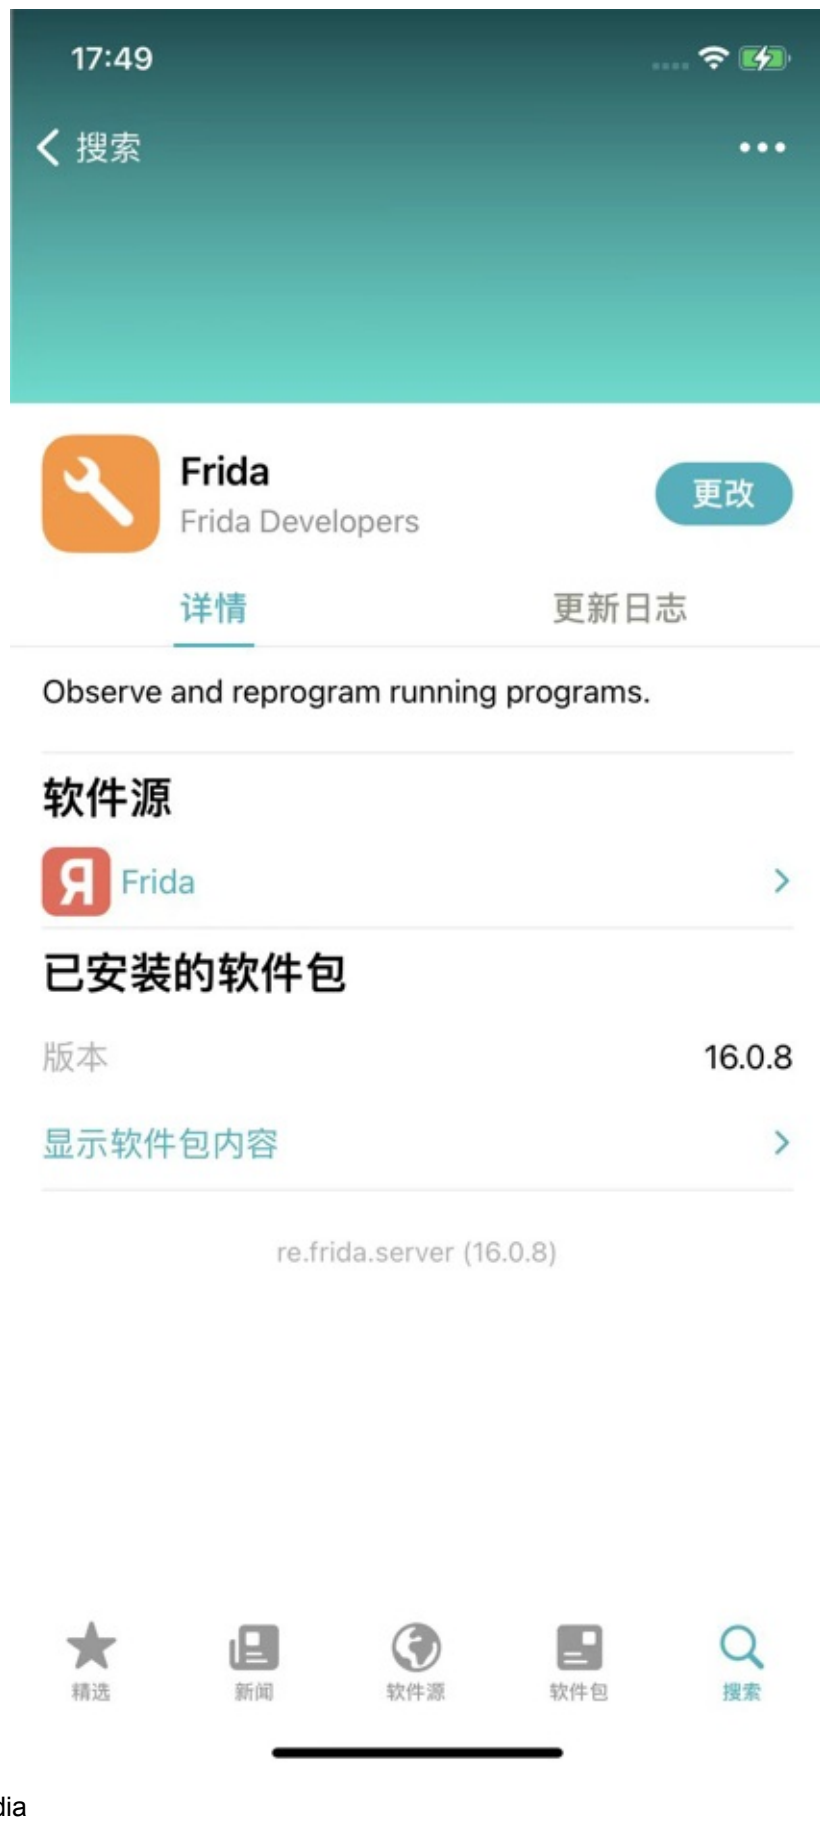 17:49
搜索
Frida
Frida Developers
更改
详情
更新日志
Observe and reprogram running programs.
软件源
Frida
已安装的软件包
版本
16.0.8
显示软件包内容
re.frida.server (16.0.8)
精选
新闻
软件源
软件包
搜索
dia